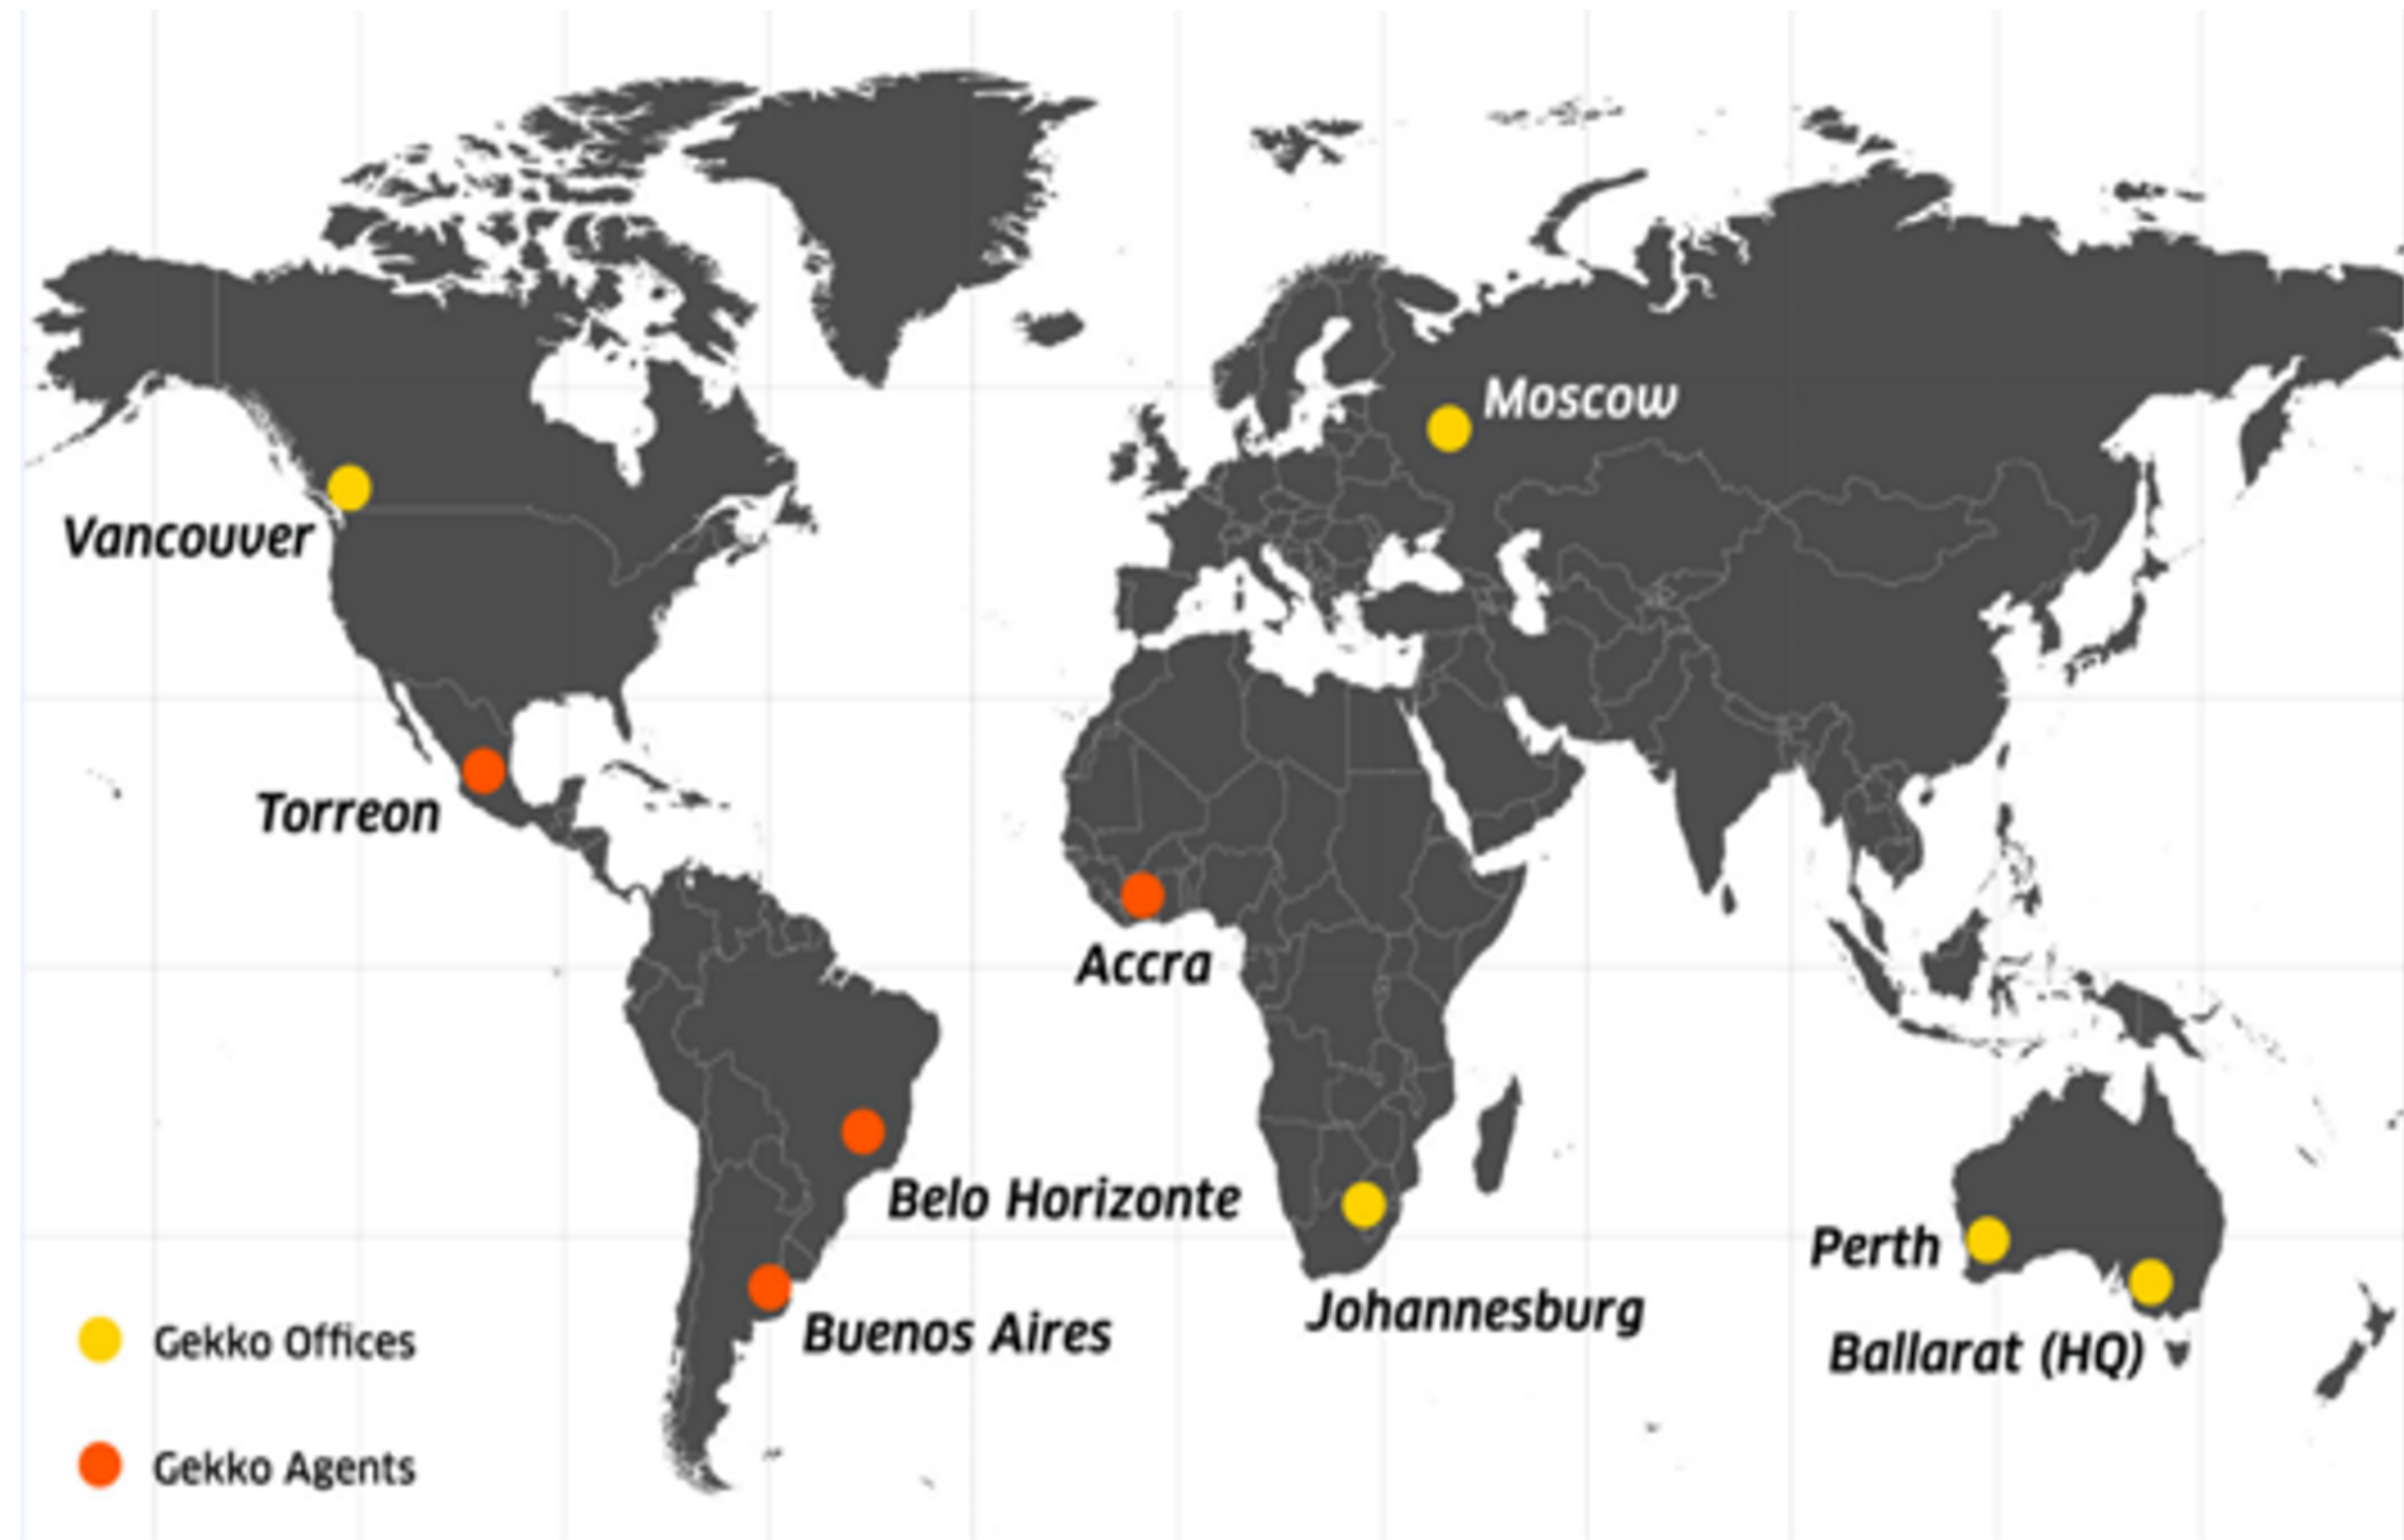 Moscow
Vancouver
Torreon
Accra
Belo Horizonte
Perth
Johannesburg
Buenos Aires
Ballarat (HQ)
Gekko Offices
Gekko Agents